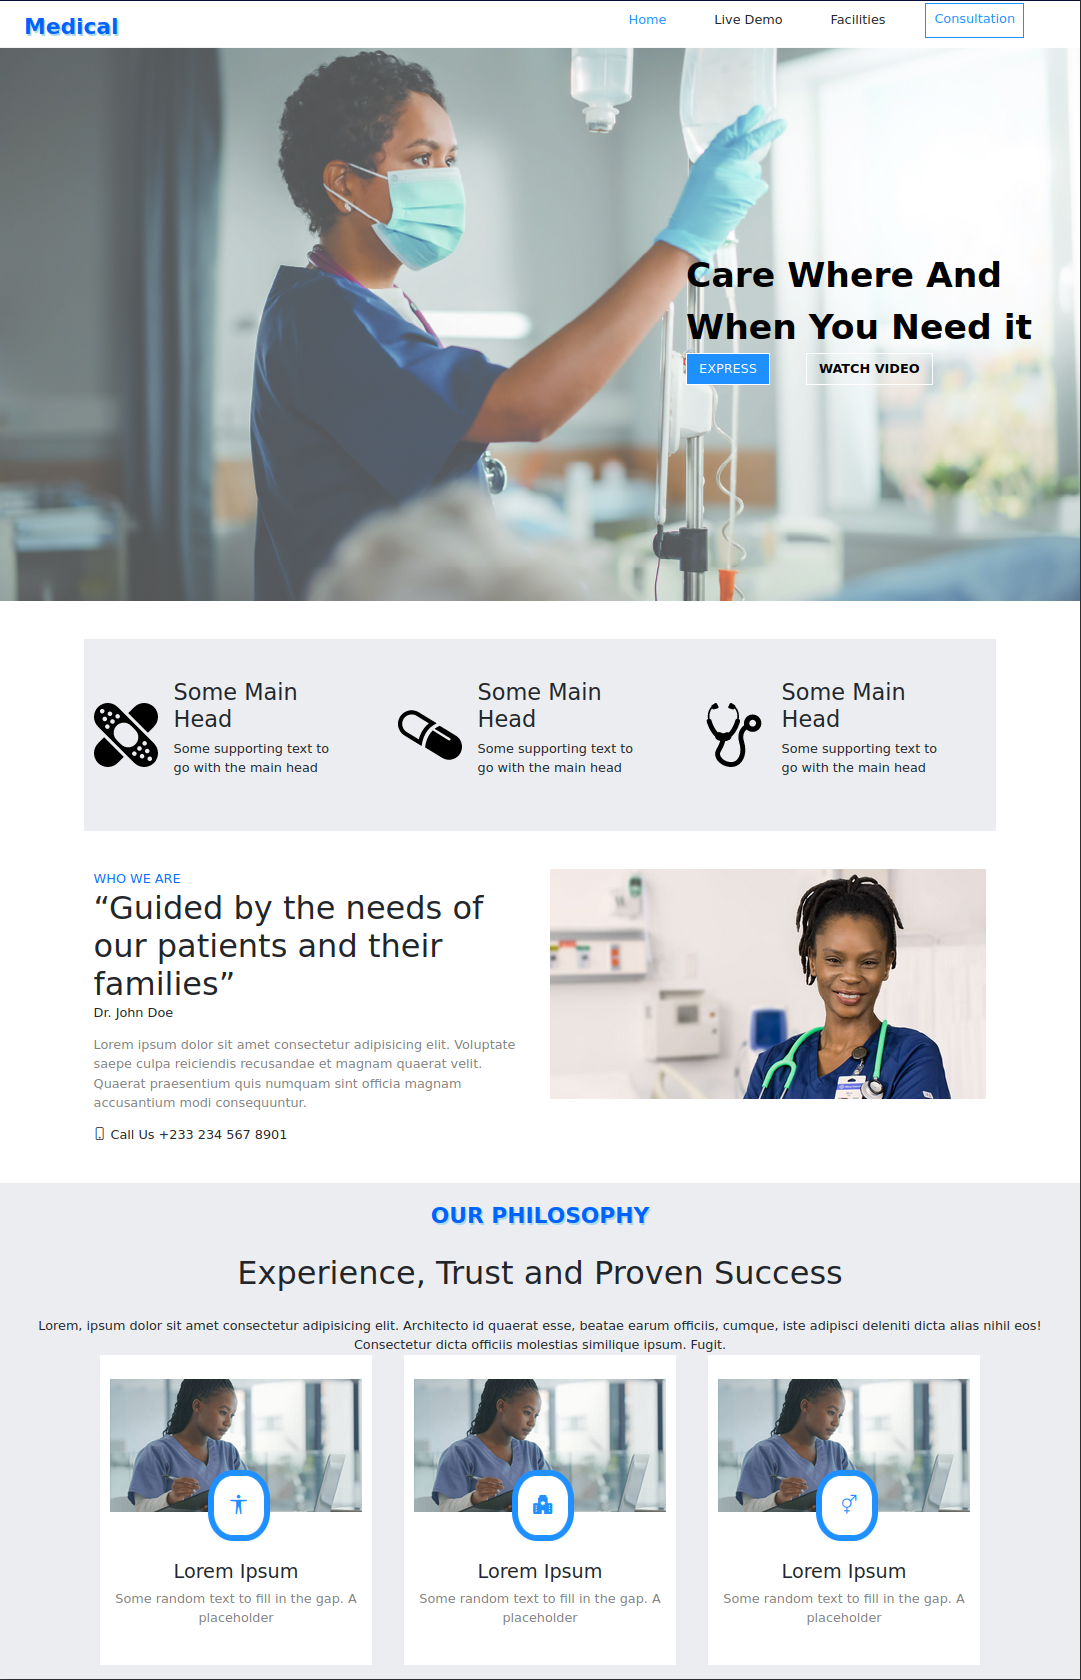 Medical
Home Live Demo Facilities Consultation
Care Where And
When You Need it
EXPRESS WATCH VIDEO
Some Main
Head
Some supporting text to
go with the main head
Some Main
Head
Some supporting text to
go with the main head
Some Main
Head
Some supporting text to
go with the main head
WHO WE ARE
“Guided by the needs of
our patients and their
families”
Dr. John Doe
Lorem ipsum dolor sit amet consectetur adipisicing elit. Voluptate
saepe culpa reiciendis recusandae et magnam quaerat velit.
Quaerat praesentium quis numquam sint officia magnam
accusantium modi consequuntur.
Call Us +233 234 567 8901
OUR PHILOSOPHY
Experience, Trust and Proven Success
Lorem, ipsum dolor sit amet consectetur adipisicing elit. Architecto id quaerat esse, beatae earum officiis, cumque, iste adipisci deleniti dicta alias nihil eos!
Consectetur dicta officiis molestias similique ipsum. Fugit.
Lorem Ipsum
Some random text to fill in the gap. A
placeholder
Lorem Ipsum
Some random text to fill in the gap. A
placeholder
Lorem Ipsum
Some random text to fill in the gap. A
placeholder